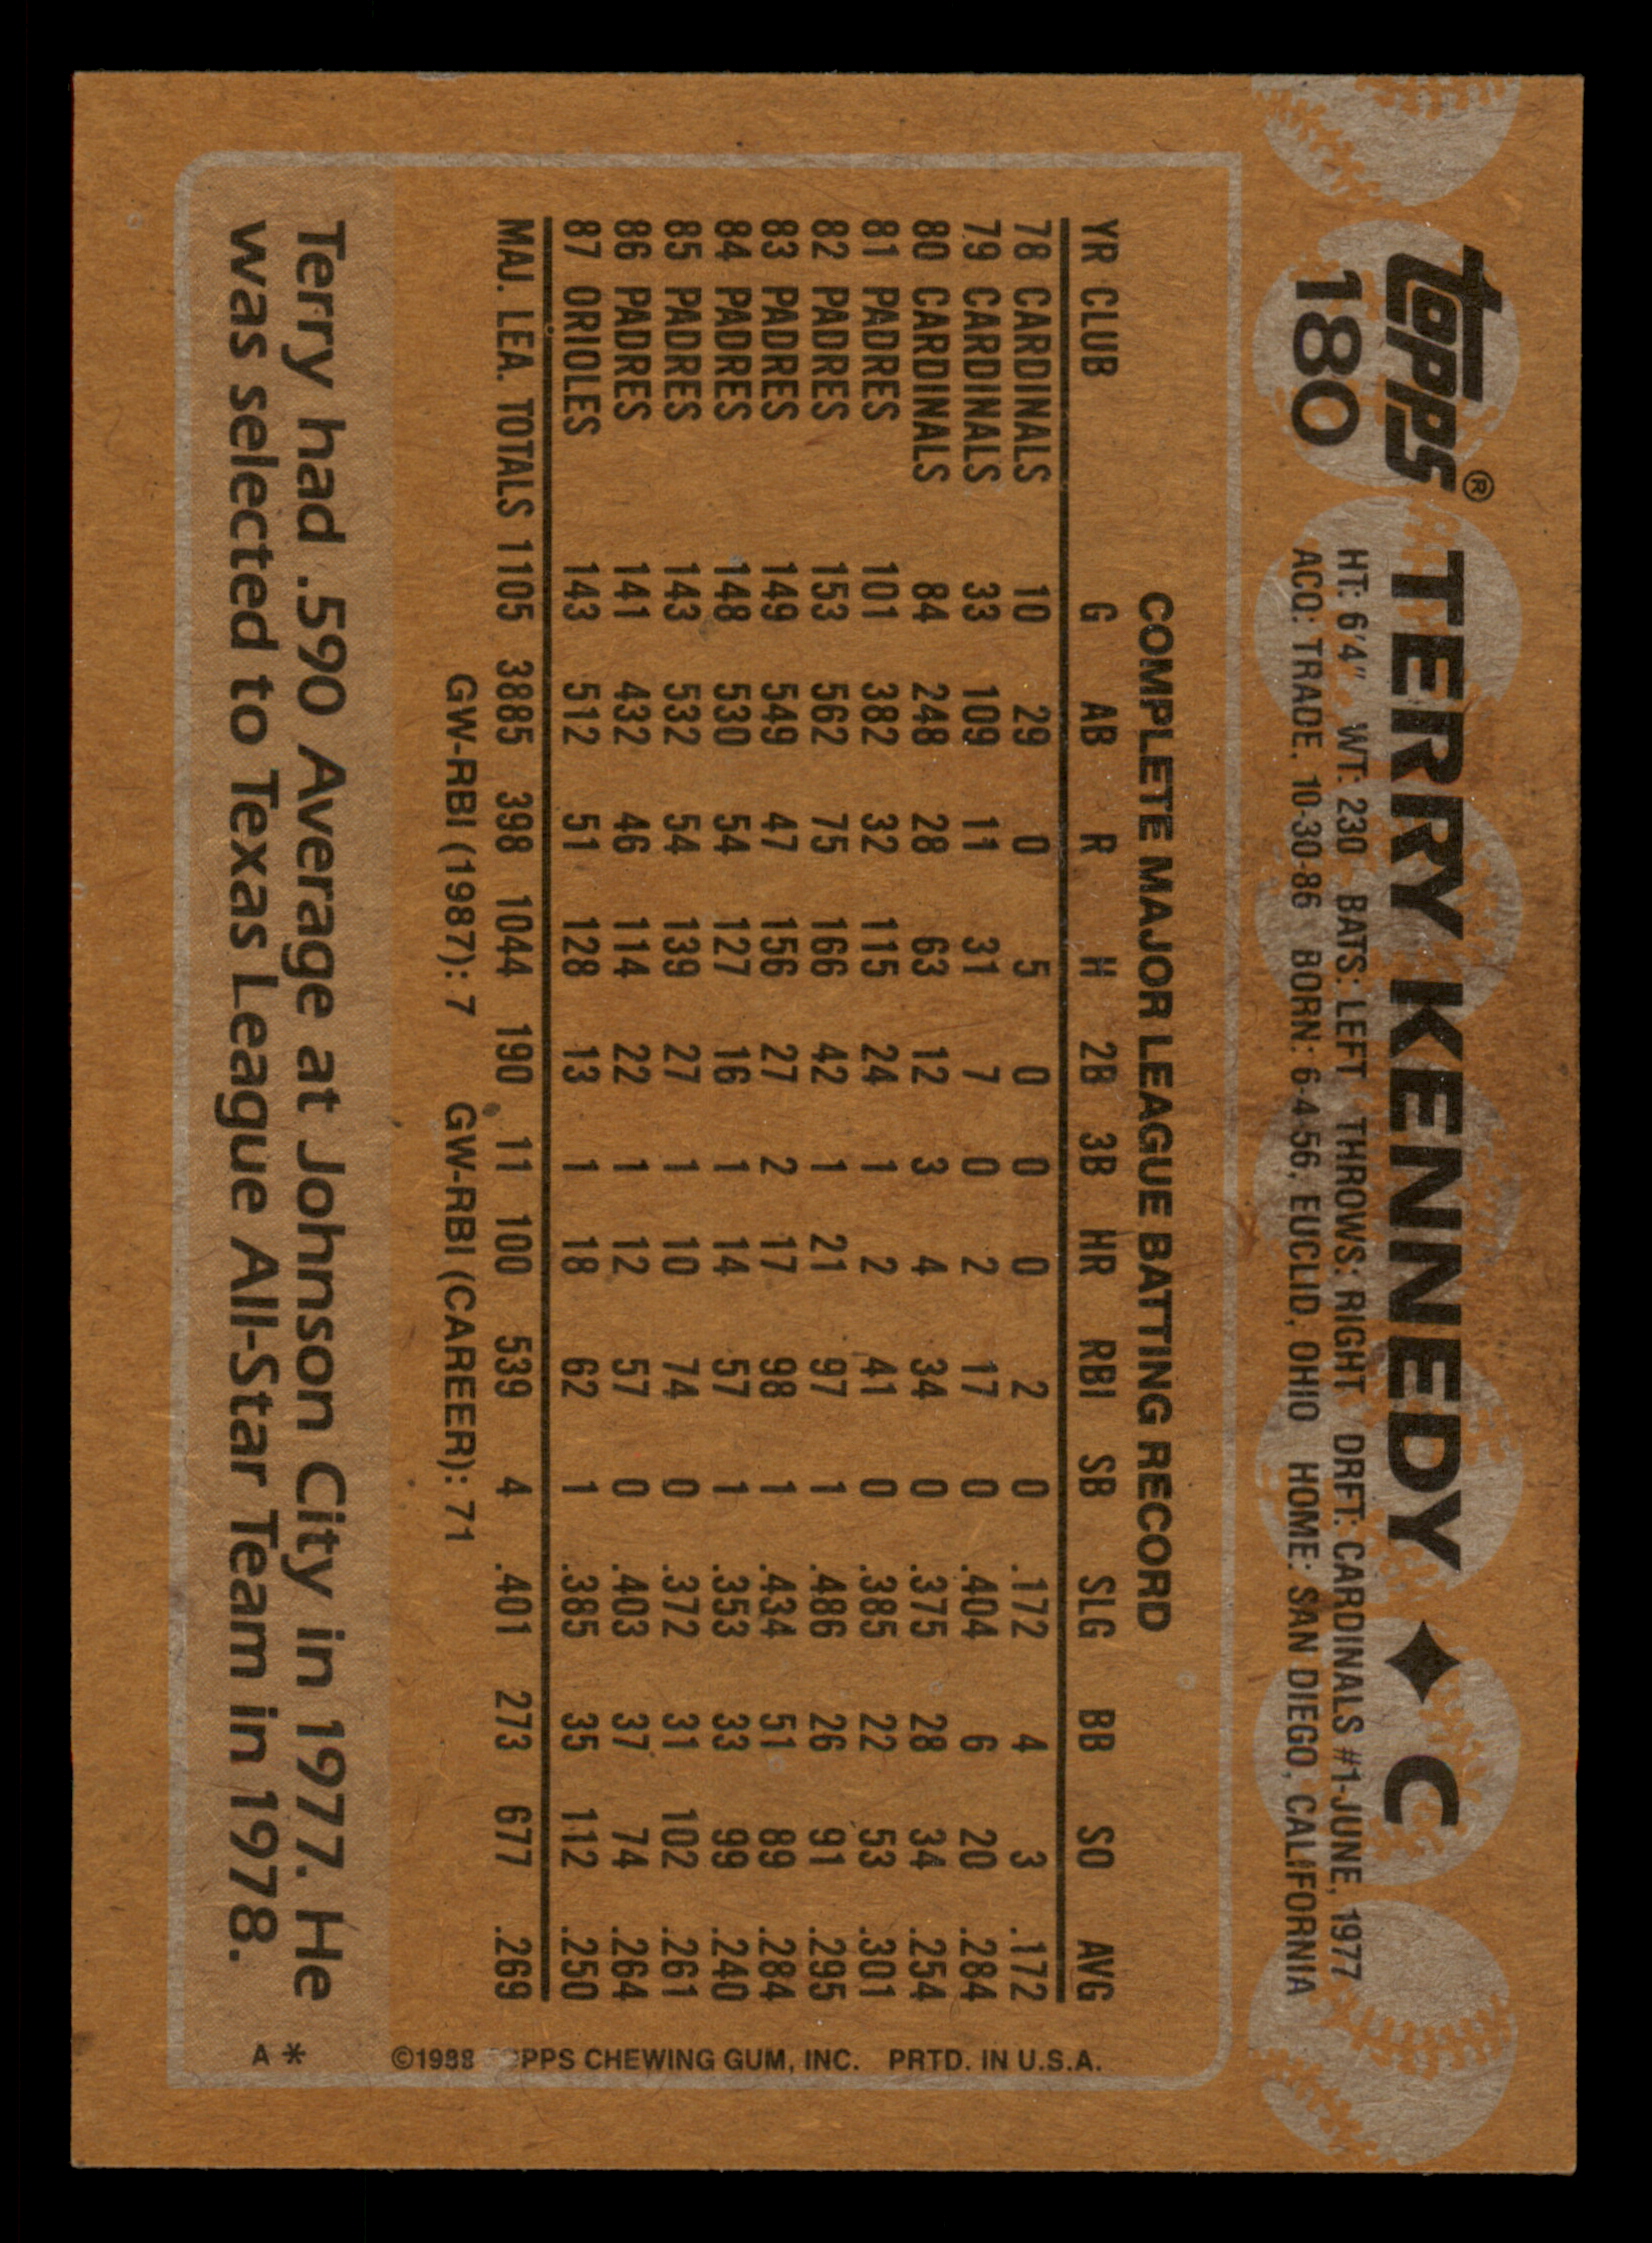 topps® TERRY KENNEDY ✦ C
180
HT: 6'4" WT: 230 BATS: LEFT THROWS: RIGHT DRFT: CARDINALS #1-JUNE, 1977
ACQ: TRADE, 10-30-86 BORN: 6-4-56, EUCLID, OHIO HOME: SAN DIEGO, CALIFORNIA
COMPLETE MAJOR LEAGUE BATTING RECORD
YR CLUB G AB R H 2B 3B HR RBI SB SLG BB SO AVG
78 CARDINALS 10 29 0 5 0 0 0 2 0 .172 4 3 .172
79 CARDINALS 33 109 11 31 7 0 2 17 0 .404 6 20 .284
80 CARDINALS 84 248 28 63 12 3 4 34 0 .375 28 34 .254
81 PADRES 101 382 32 115 24 1 2 41 0 .385 22 53 .301
82 PADRES 153 562 75 166 42 1 21 97 1 .486 26 91 .295
83 PADRES 149 549 47 156 27 2 17 98 1 .434 51 89 .284
84 PADRES 148 530 54 127 16 1 14 57 1 .353 33 99 .240
85 PADRES 143 532 54 139 27 1 10 74 0 .372 31 102 .261
86 PADRES 141 432 46 114 22 1 12 57 0 .403 37 74 .264
87 ORIOLES 143 512 51 128 13 1 18 62 1 .385 35 112 .250
MAJ. LEA. TOTALS 1105 3885 398 1044 190 11 100 539 4 .401 273 677 .269
GW-RBI (1987): 7 GW-RBI (CAREER): 71
Terry had .590 Average at Johnson City in 1977. He
was selected to Texas League All-Star Team in 1978.
A * ©1988 TOPPS CHEWING GUM, INC. PRTD. IN U.S.A.